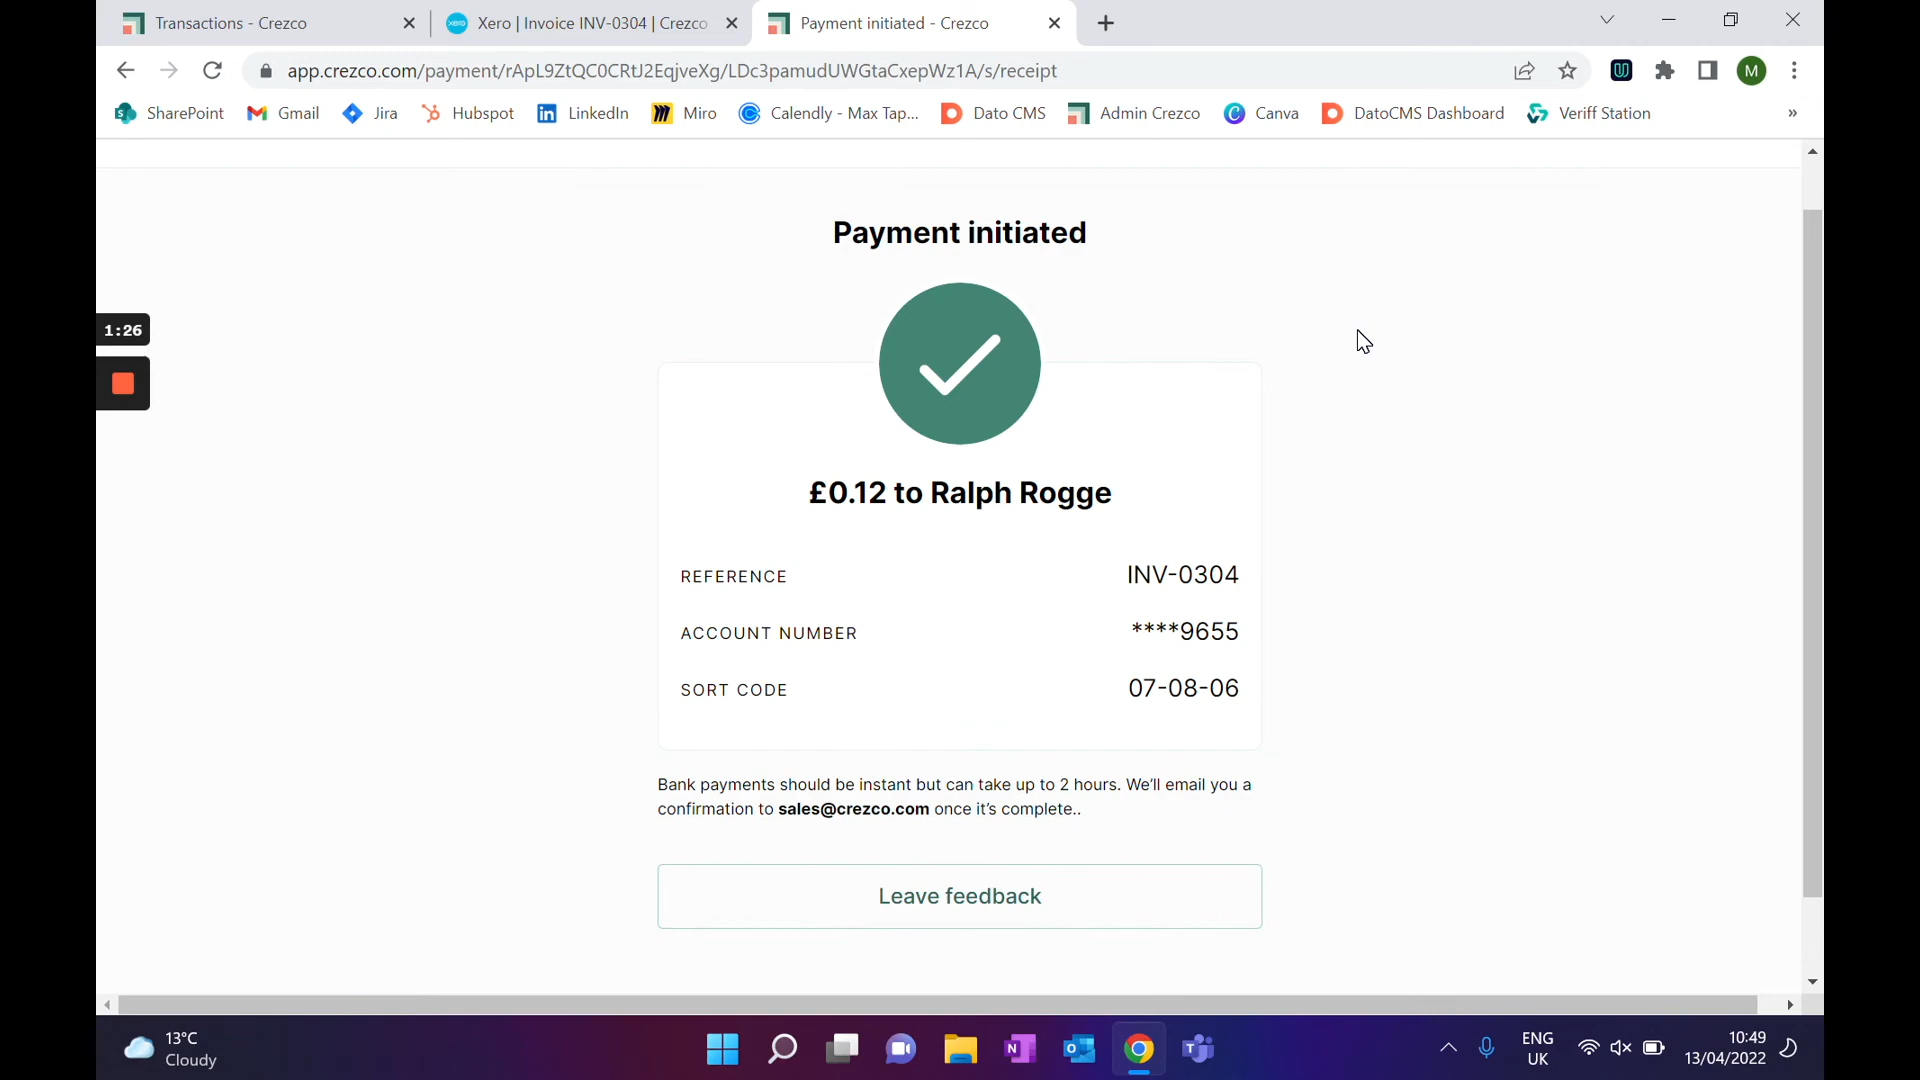 Transactions - Crezco
xero
Xero | Invoice INV-0304 | Crezco
Payment initiated - Crezco
app.crezco.com/payment/rApL9ZtQC0CRtJ2EqjveXg/LDc3pamudUWGtaCxepWz1A/s/receipt
M
SharePoint
Gmail
Jira
Hubspot
LinkedIn
Miro
Calendly - Max Tap...
Dato CMS
Admin Crezco
Canva
DatoCMS Dashboard
Veriff Station
»
Payment initiated
1:26
£0.12 to Ralph Rogge
REFERENCE INV-0304
ACCOUNT NUMBER ****9655
SORT CODE 07-08-06
Bank payments should be instant but can take up to 2 hours. We'll email you a
confirmation to sales@crezco.com once it's complete..
Leave feedback
13°C
Cloudy
ENG
UK
10:49
13/04/2022